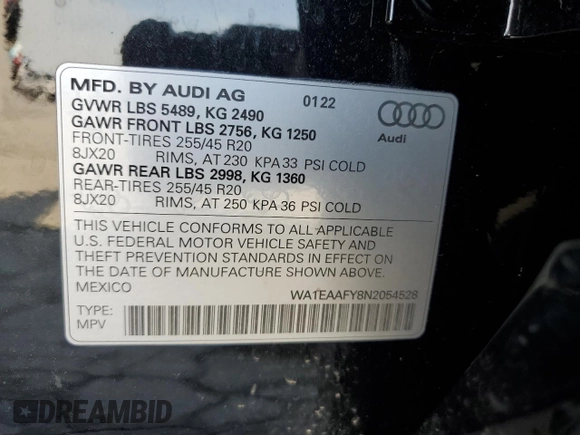 MFD. BY AUDI AG 0122
GVWR LBS 5489, KG 2490
GAWR FRONT LBS 2756, KG 1250
Audi
FRONT-TIRES 255/45 R20
8JX20 RIMS, AT 230 KPA 33 PSI COLD
GAWR REAR LBS 2998, KG 1360
REAR-TIRES 255/45 R20
8JX20 RIMS, AT 250 KPA 36 PSI COLD
THIS VEHICLE CONFORMS TO ALL APPLICABLE
U.S. FEDERAL MOTOR VEHICLE SAFETY AND
THEFT PREVENTION STANDARDS IN EFFECT ON
THE DATE OF MANUFACTURE SHOWN ABOVE.
MEXICO
WA1EAAFY8N2054528
TYPE:
MPV
DREAMBID